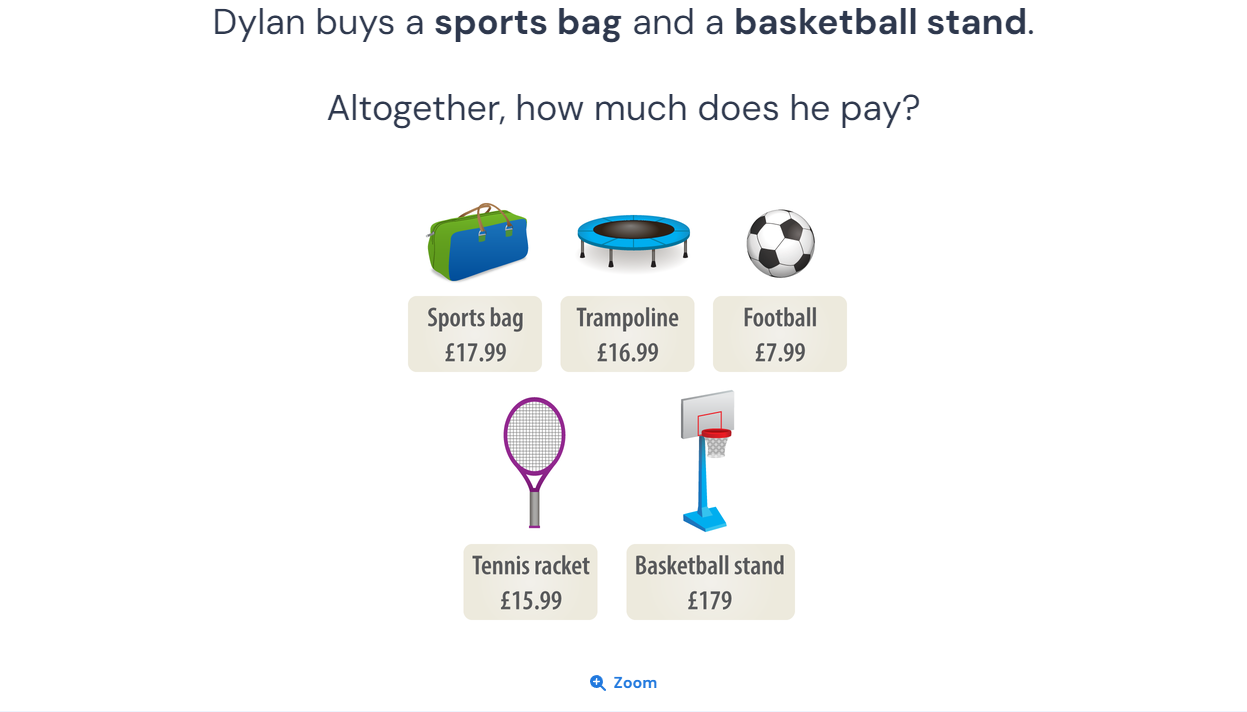 Dylan buys a sports bag and a basketball stand.
Altogether, how much does he pay?
Sports bag
£17.99
Trampoline
£16.99
Football
£7.99
Tennis racket
£15.99
Basketball stand
£179
Zoom